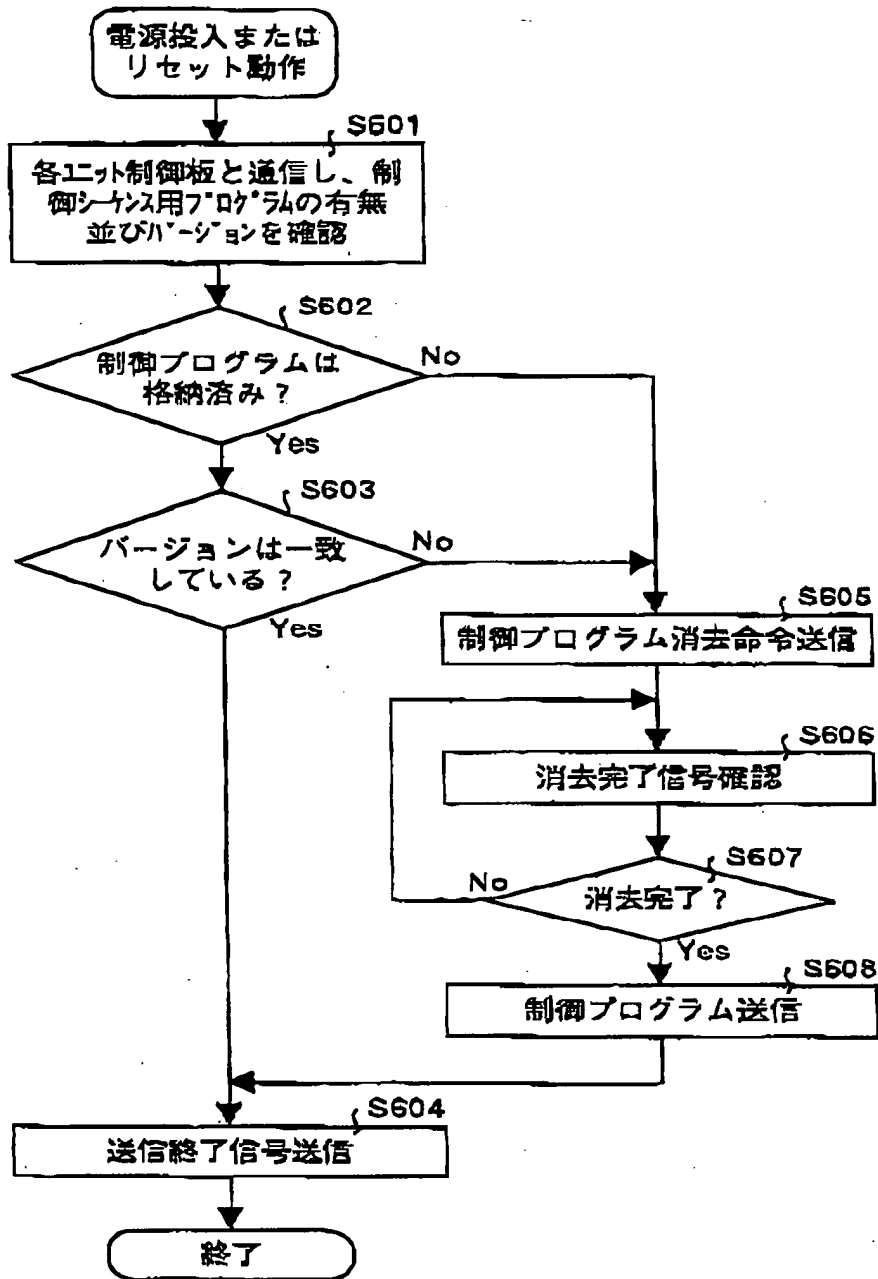 電源投入または
リセット動作
S601
各ユニット制御板と通信し、制
御シーケンス用プログラムの有無
並びバージョンを確認
S602
制御プログラムは
格納済み？
No
Yes
S603
バージョンは一致
している？
No
Yes
S605
制御プログラム消去命令送信
S606
消去完了信号確認
S607
消去完了？
No
Yes
S608
制御プログラム送信
S604
送信終了信号送信
終了